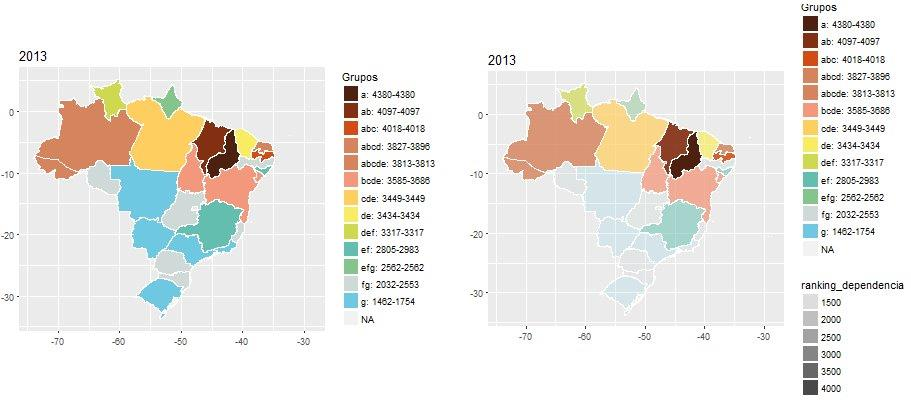 2013
Grupos
a: 4380-4380
ab: 4097-4097
abc: 4018-4018
abcd: 3827-3896
abcde: 3813-3813
bcde: 3585-3686
cde: 3449-3449
de: 3434-3434
def: 3317-3317
ef: 2805-2983
efg: 2562-2562
fg: 2032-2553
g: 1462-1754
NA
0
-10
-20
-30
-70
-60
-50
-40
-30
2013
Grupos
a: 4380-4380
ab: 4097-4097
abc: 4018-4018
abcd: 3827-3896
abcde: 3813-3813
bcde: 3585-3686
cde: 3449-3449
de: 3434-3434
def: 3317-3317
ef: 2805-2983
efg: 2562-2562
fg: 2032-2553
g: 1462-1754
NA
ranking_dependencia
1500
2000
2500
3000
3500
4000
0
-10
-20
-30
-70
-60
-50
-40
-30